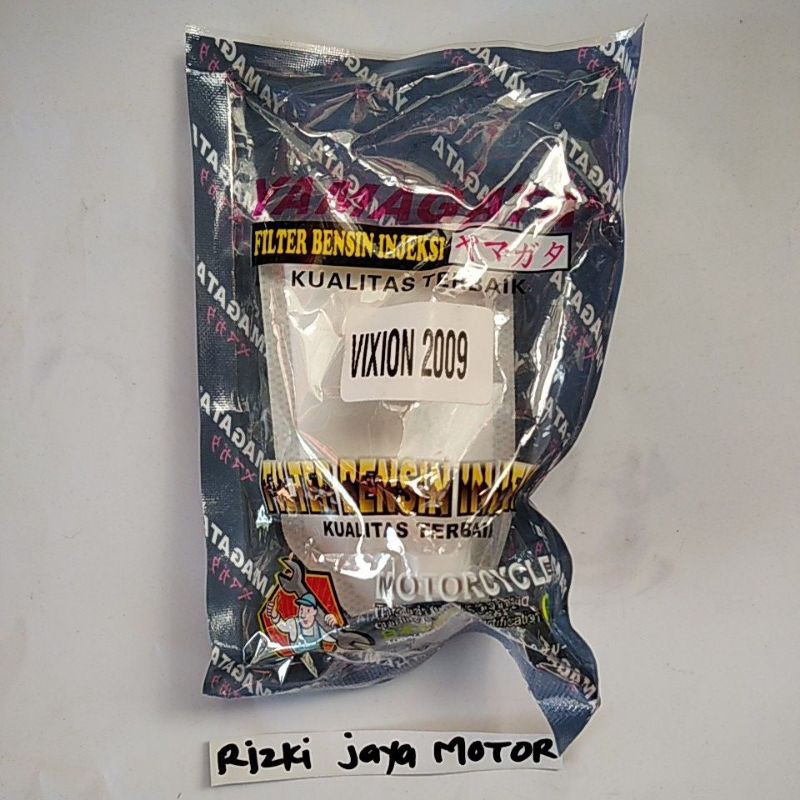 YAMAGATA
FILTER BENSIN INJEKSI ヤマガタ
KUALITAS TERBAIK
VIXION 2009
FILTER BENSIN
KUALITAS TERBAIK
MOTORCYCLE
Rizki jaya MOTOR